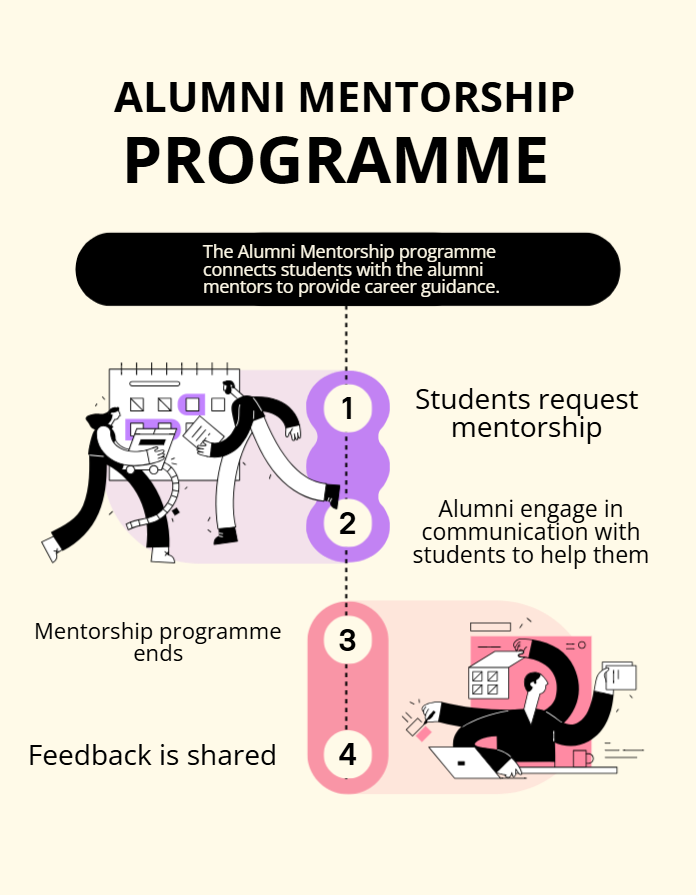 ALUMNI MENTORSHIP
PROGRAMME
The Alumni Mentorship programme
connects students with the alumni
mentors to provide career guidance.
1
Students request
mentorship
2
Alumni engage in
communication with
students to help them
3
Mentorship programme
ends
4
Feedback is shared